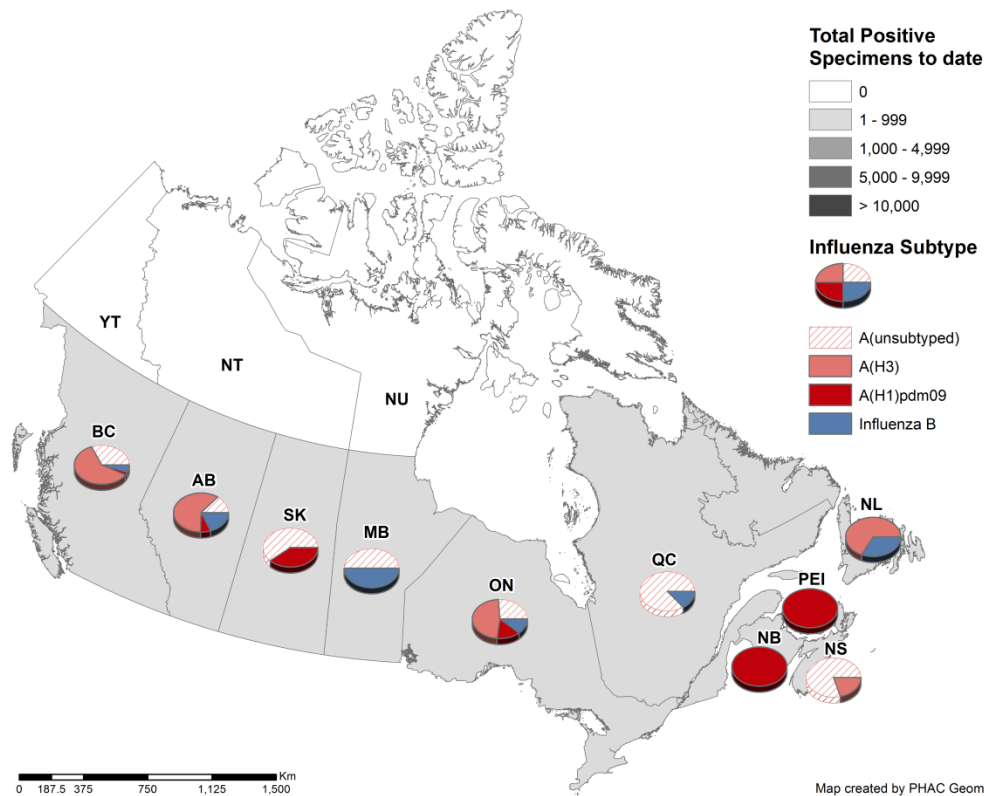 Total Positive
Specimens to date
0
1 - 999
1,000 - 4,999
5,000 - 9,999
> 10,000
Influenza Subtype
A(unsubtyped)
A(H3)
A(H1)pdm09
Influenza B
YT
NT
NU
BC
AB
SK
MB
ON
QC
NL
PEI
NB
NS
Km
0 187.5 375 750 1,125 1,500
Map created by PHAC Geom